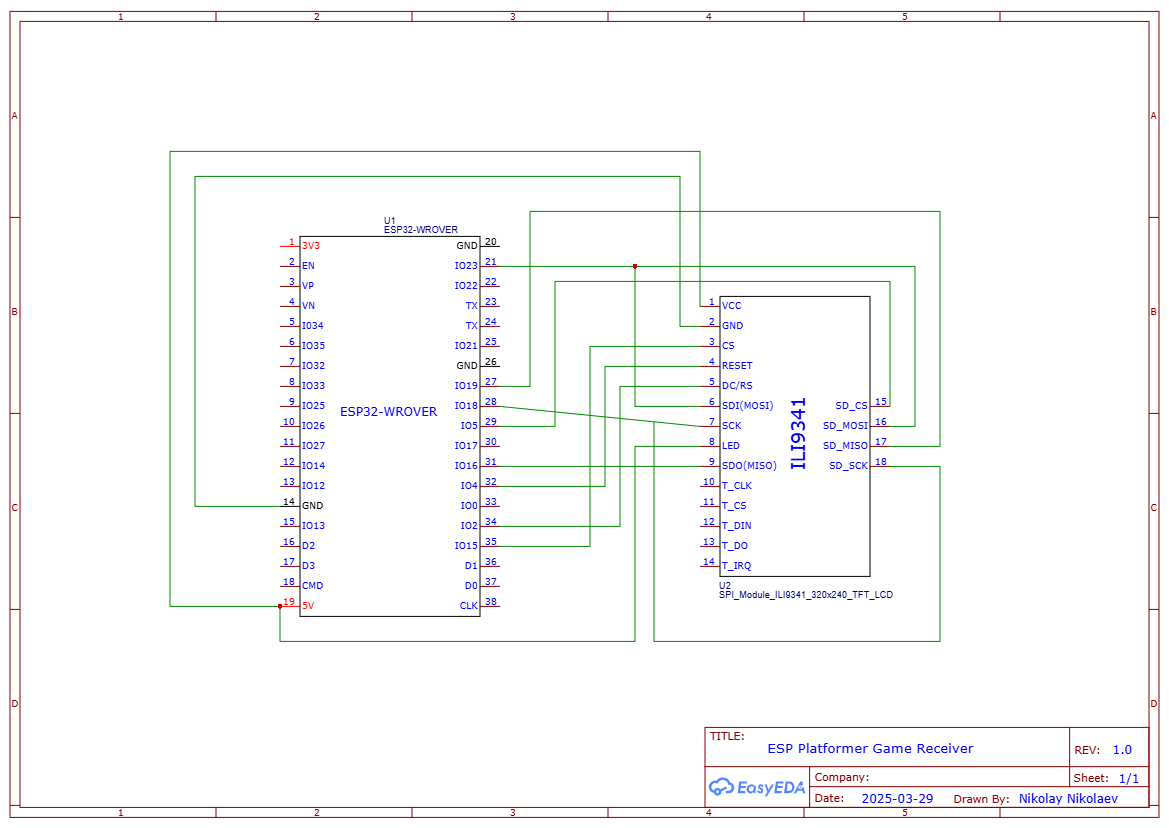 1 2 3 4 5
A A
B B
C C
D D
U1
ESP32-WROVER
1 3V3
2 EN
3 VP
4 VN
5 I034
6 IO35
7 IO32
8 IO33
9 IO25
10 IO26
11 IO27
12 IO14
13 IO12
14 GND
15 IO13
16 D2
17 D3
18 CMD
19 5V
ESP32-WROVER
GND 20
IO23 21
IO22 22
TX 23
TX 24
IO21 25
GND 26
IO19 27
IO18 28
IO5 29
IO17 30
IO16 31
IO4 32
IO0 33
IO2 34
IO15 35
D1 36
D0 37
CLK 38
1 VCC
2 GND
3 CS
4 RESET
5 DC/RS
6 SDI(MOSI)
7 SCK
8 LED
9 SDO(MISO)
10 T_CLK
11 T_CS
12 T_DIN
13 T_DO
14 T_IRQ
ILI9341
SD_CS 15
SD_MOSI 16
SD_MISO 17
SD_SCK 18
U2
SPI_Module_ILI9341_320x240_TFT_LCD
TITLE:
ESP Platformer Game Receiver
REV: 1.0
EasyEDA
Company:
Sheet: 1/1
Date: 2025-03-29 Drawn By: Nikolay Nikolaev
1 2 3 4 5